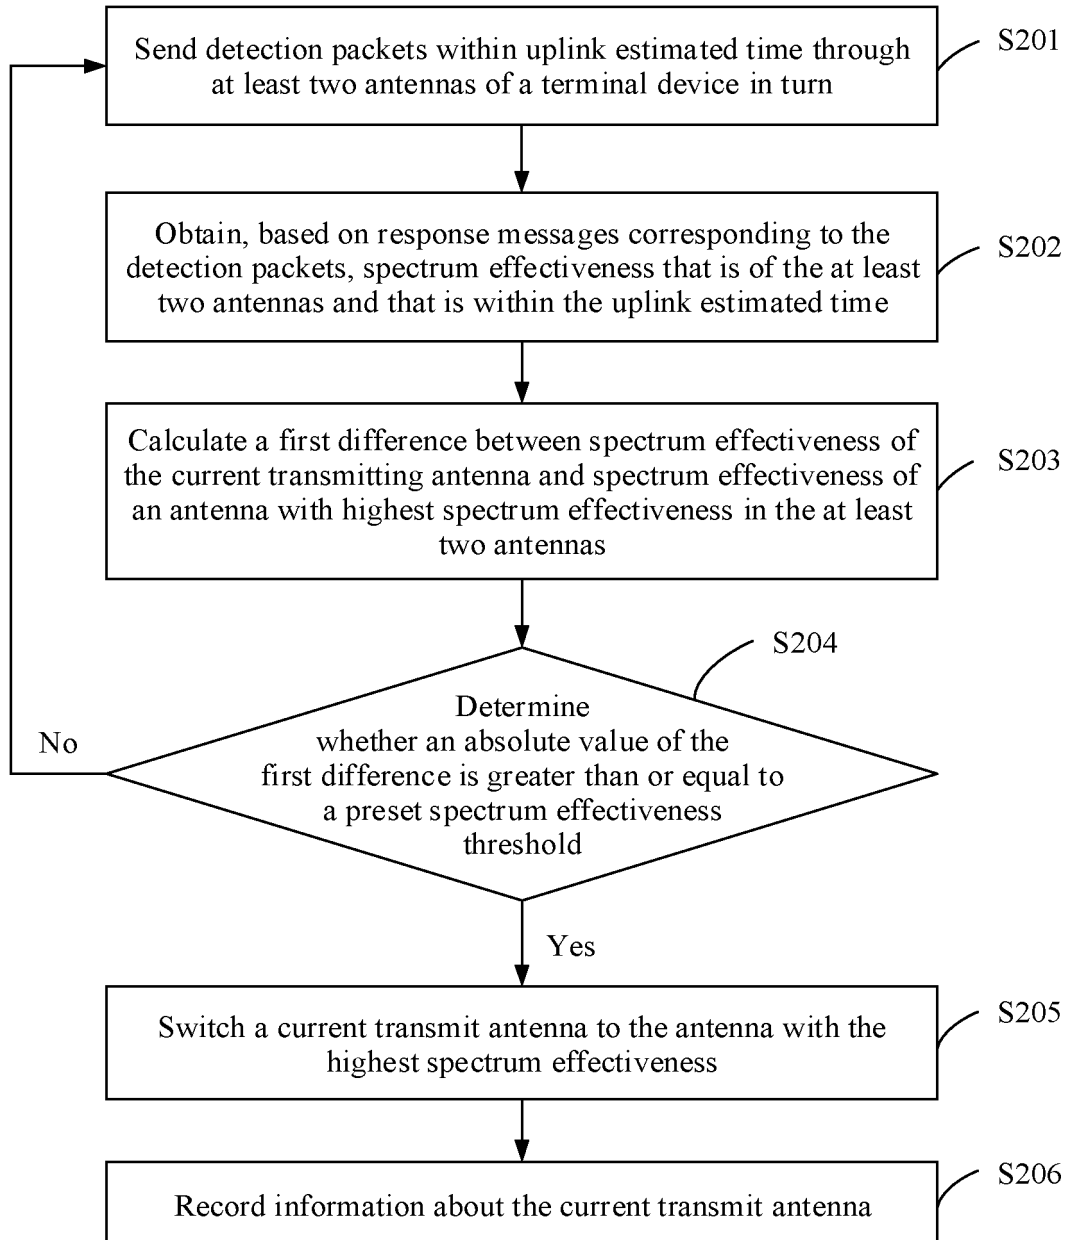 Send detection packets within uplink estimated time through
at least two antennas of a terminal device in turn
S201
Obtain, based on response messages corresponding to the
detection packets, spectrum effectiveness that is of the at least
two antennas and that is within the uplink estimated time
S202
Calculate a first difference between spectrum effectiveness of
the current transmitting antenna and spectrum effectiveness of
an antenna with highest spectrum effectiveness in the at least
two antennas
S203
S204
Determine
whether an absolute value of the
first difference is greater than or equal to
a preset spectrum effectiveness
threshold
No
Yes
Switch a current transmit antenna to the antenna with the
highest spectrum effectiveness
S205
Record information about the current transmit antenna
S206